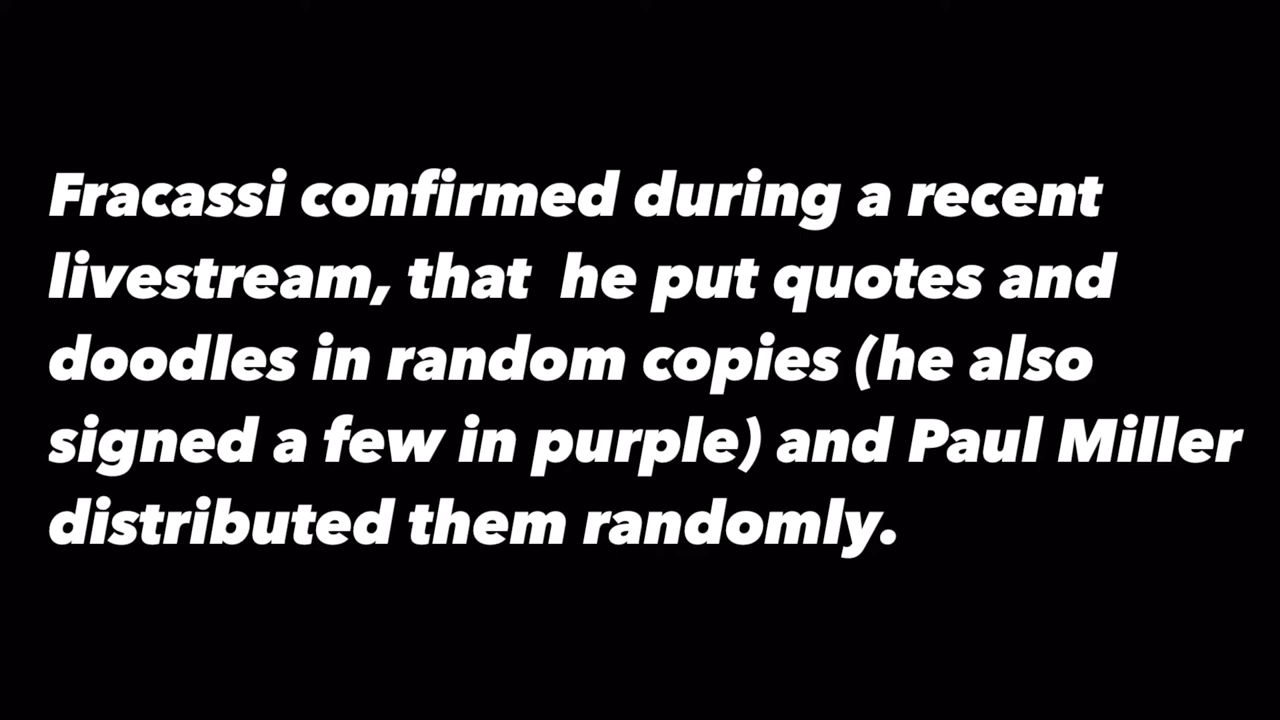 Fracassi confirmed during a recent
livestream, that  he put quotes and
doodles in random copies (he also
signed a few in purple) and Paul Miller
distributed them randomly.